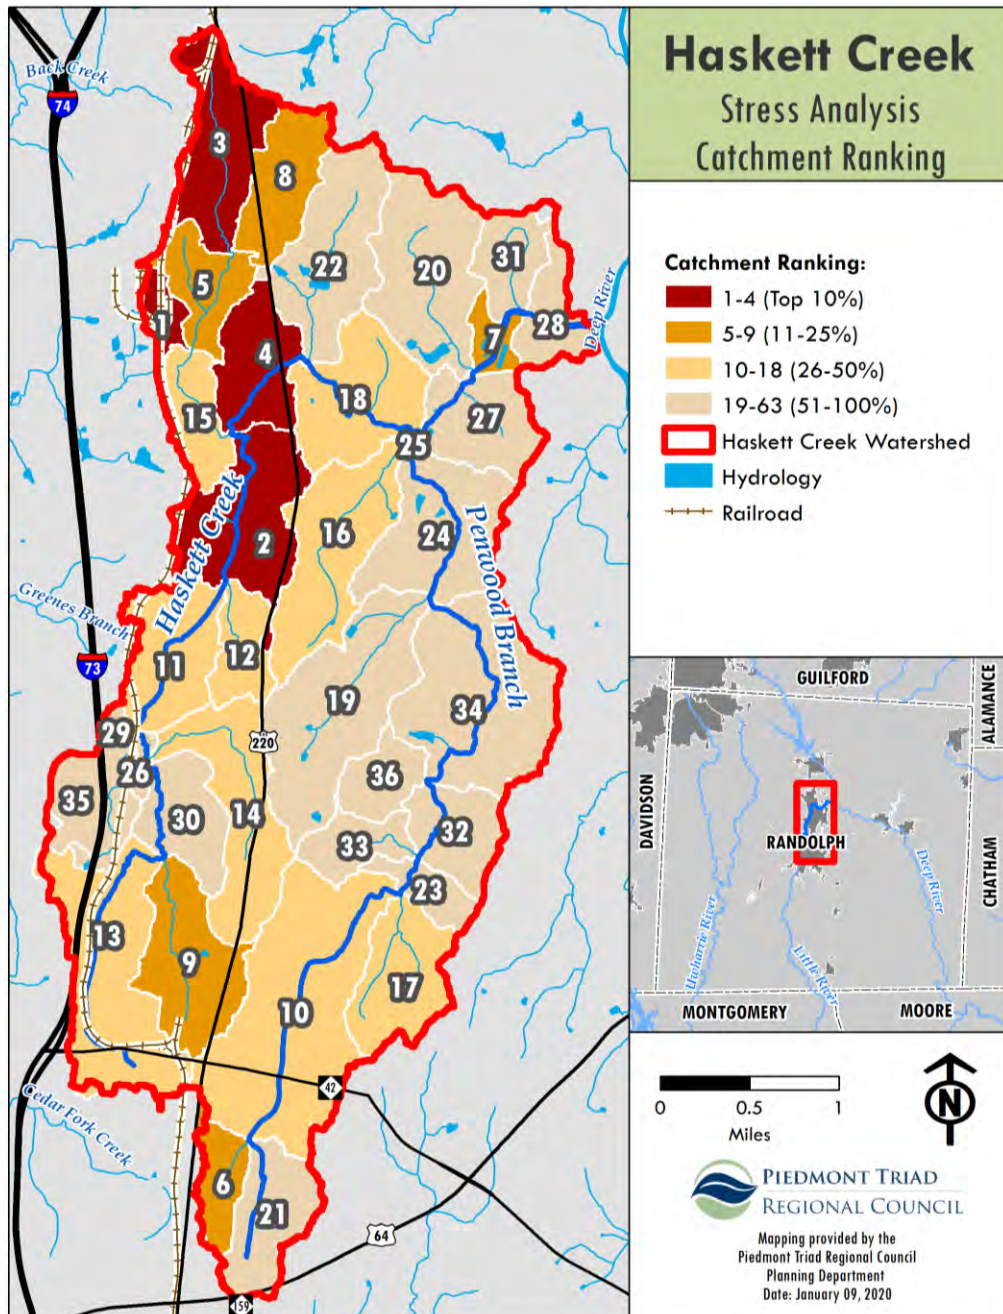 Haskett Creek
Stress Analysis
Catchment Ranking
Catchment Ranking:
1-4 (Top 10%)
5-9 (11-25%)
10-18 (26-50%)
19-63 (51-100%)
Haskett Creek Watershed
Hydrology
Railroad
Back Creek
74
3
8
5
22
20
31
1
4
7
28
Deep River
15
18
25
27
Haskett Creek
2
16
24
Penwood Branch
Greenes Branch
73
11
12
19
34
29
220
26
35
30
14
36
33
32
23
13
9
10
17
42
Cedar Fork Creek
6
21
64
159
GUILFORD
ALAMANCE
DAVIDSON
RANDOLPH
CHATHAM
Deep River
Uwharrie River
Little River
MONTGOMERY
MOORE
0 0.5 1
Miles
N
PIEDMONT TRIAD
REGIONAL COUNCIL
Mapping provided by the
Piedmont Triad Regional Council
Planning Department
Date: January 09, 2020